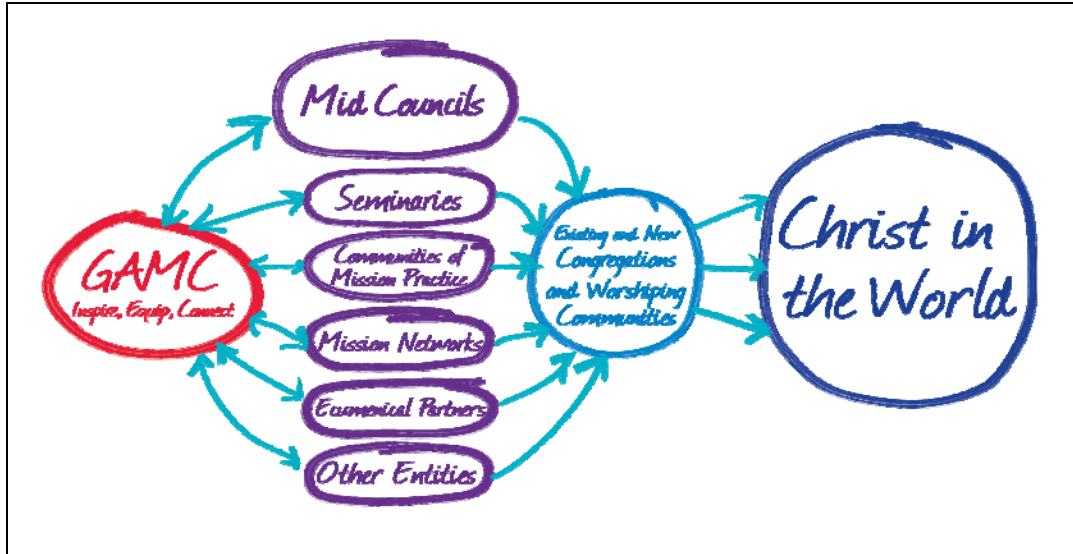 Mid Councils
Seminaries
Communities of
Mission Practice
GAMC
Inspire, Equip, Connect
Mission Networks
Ecumenical Partners
Other Entities
Existing and New
Congregations
and Worshiping
Communities
Christ in
the World